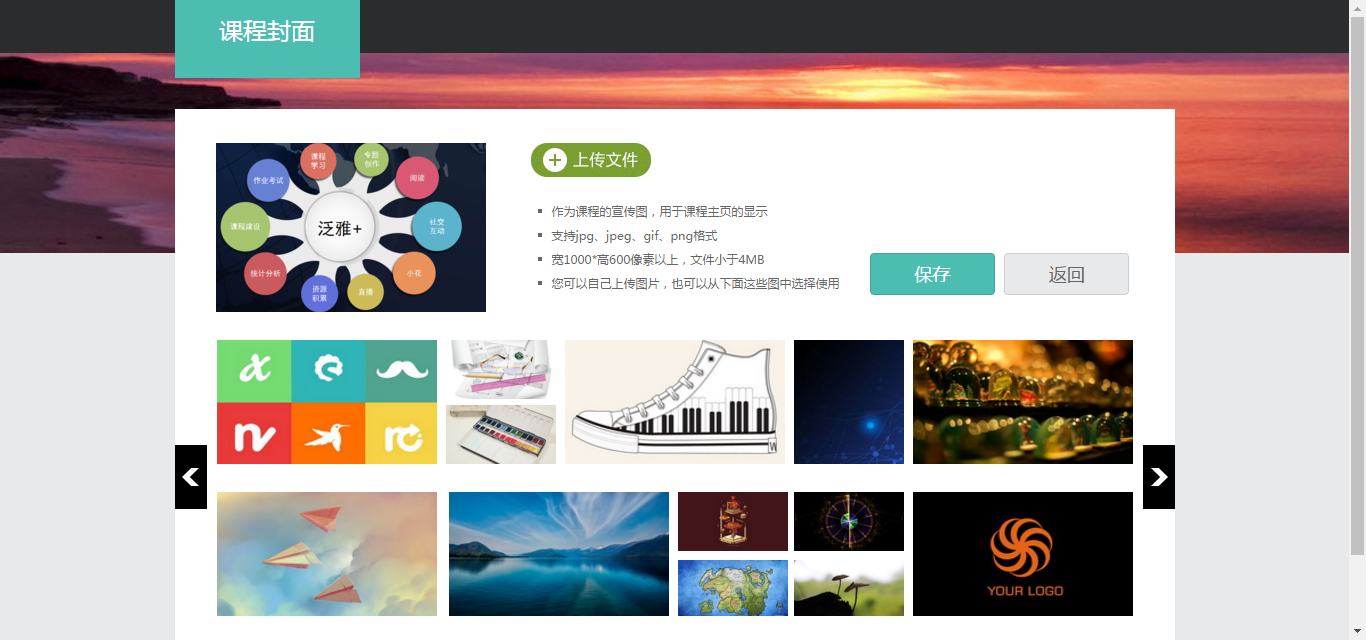 课程封面
上传文件
作为课程的宣传图，用于课程主页的显示
支持jpg、jpeg、gif、png格式
宽1000*高600像素以上，文件小于4MB
您可以自己上传图片，也可以从下面这些图中选择使用
保存
返回
课程
学习
专题
创作
作业考试
阅读
课程建设
泛雅+
社交
互动
统计分析
小花
资源
积累
直播
YOUR LOGO